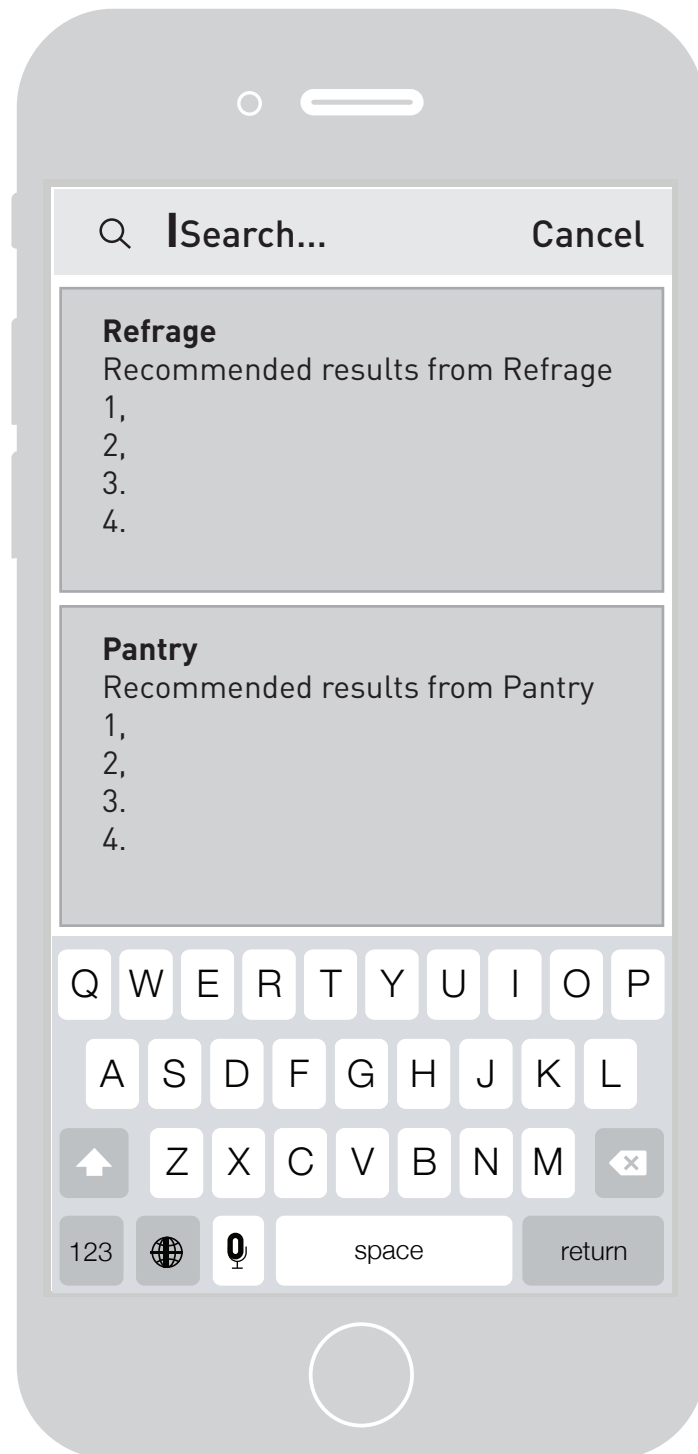 Search... Cancel
Refrage
Recommended results from Refrage
1,
2,
3.
4.
Pantry
Recommended results from Pantry
1,
2,
3.
4.
Q W E R T Y U I O P
A S D F G H J K L
Z X C V B N M
123 space return